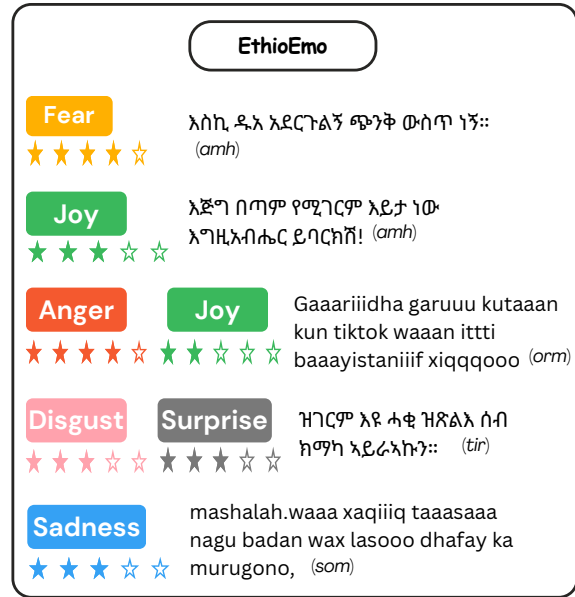 EthioEmo
Fear
እስኪ ዱአ አደርጉልኝ ጭንቅ ውስጥ ነኝ።
(amh)
Joy
እጅግ በጣም የሚገርም እይታ ነው
እግዚአብሔር ይባርክሽ! (amh)
Anger Joy
Gaaariiidha garuuu kutaaan
kun tiktok waaan ittti
baaayistaniiif xiqqqooo (orm)
Disgust Surprise
ዝገርም እዩ ሓቂ ዝጽልእ ሰብ
ክማካ ኣይራኣኩን። (tir)
Sadness
mashalah.waaa xaqiiiq taaasaaa
nagu badan wax lasooo dhafay ka
murugono, (som)